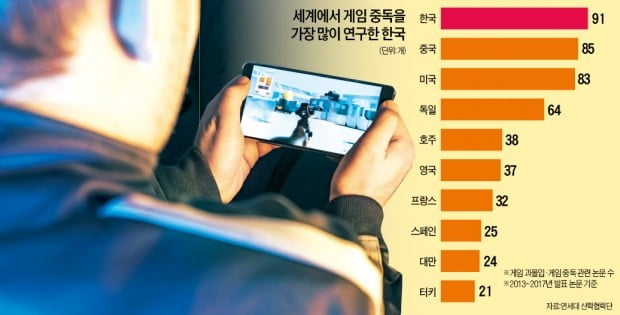 세계에서 게임 중독을
가장 많이 연구한 한국
(단위:개)
한국 91
중국 85
미국 83
독일 64
호주 38
영국 37
프랑스 32
스페인 25
대만 24
터키 21
※게임 과몰입·게임 중독 관련 논문 수
※2013~2017년 발표 논문 기준
자료:연세대 산학협력단